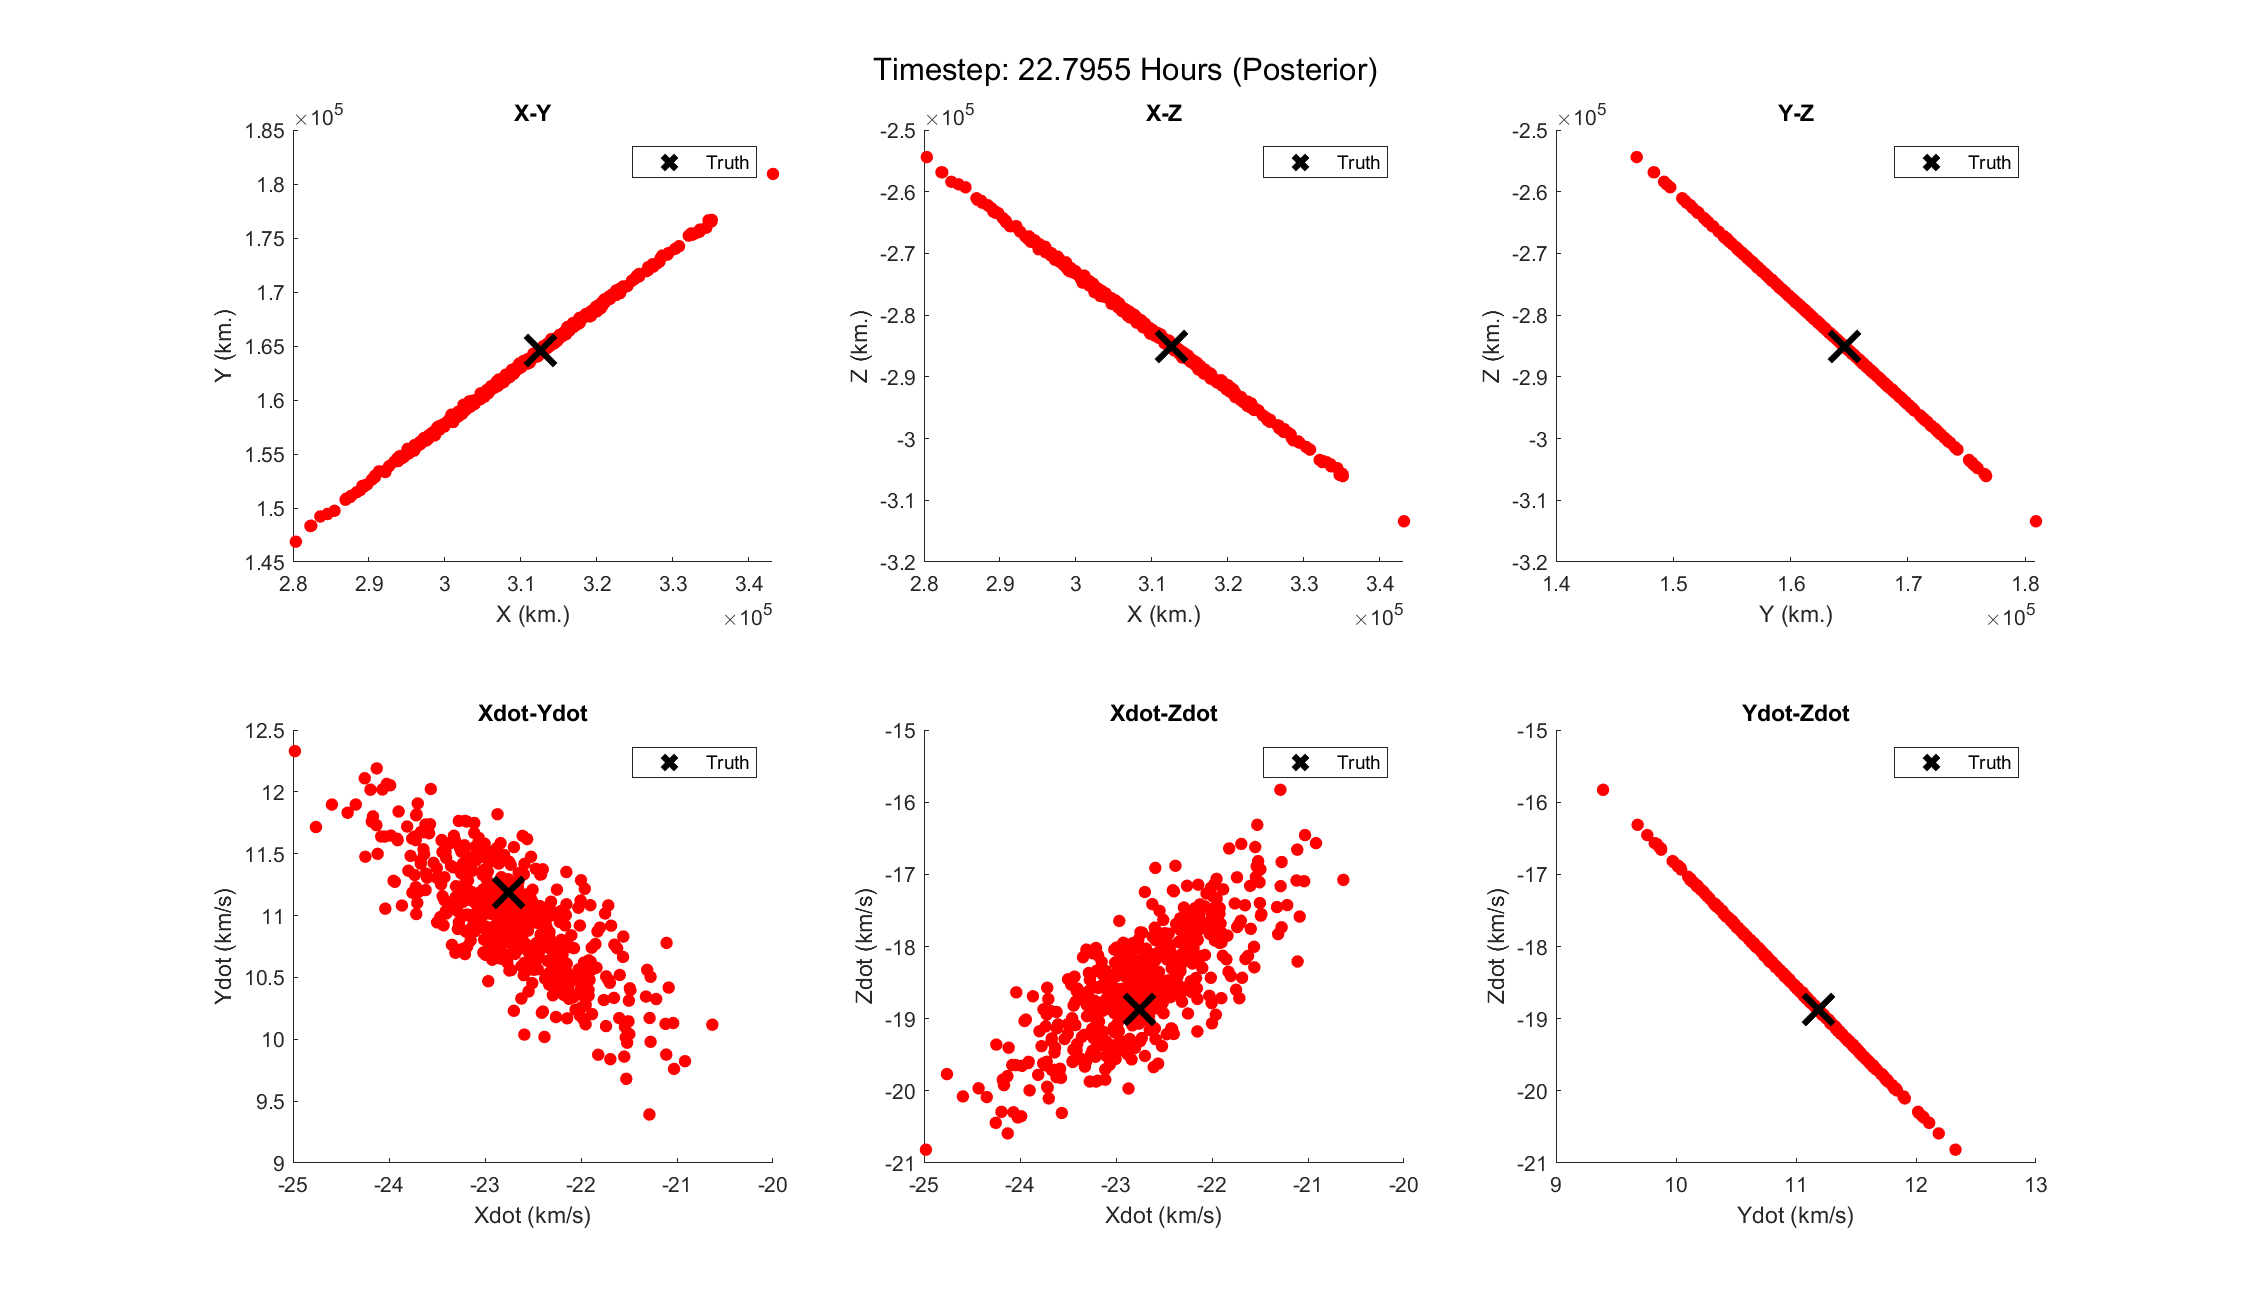 Timestep: 22.7955 Hours (Posterior)
X-Y
×10^5
1.85
1.8
1.75
1.7
1.65
1.6
1.55
1.5
1.45
Y (km.)
Truth
2.8 2.9 3 3.1 3.2 3.3 3.4
X (km.)
×10^5
X-Z
×10^5
-2.5
-2.6
-2.7
-2.8
-2.9
-3
-3.1
-3.2
Z (km.)
Truth
2.8 2.9 3 3.1 3.2 3.3 3.4
X (km.)
×10^5
Y-Z
×10^5
-2.5
-2.6
-2.7
-2.8
-2.9
-3
-3.1
-3.2
Z (km.)
Truth
1.4 1.5 1.6 1.7 1.8
Y (km.)
×10^5
Xdot-Ydot
12.5
12
11.5
11
10.5
10
9.5
9
Ydot (km/s)
Truth
-25 -24 -23 -22 -21 -20
Xdot (km/s)
Xdot-Zdot
-15
-16
-17
-18
-19
-20
-21
Zdot (km/s)
Truth
-25 -24 -23 -22 -21 -20
Xdot (km/s)
Ydot-Zdot
-15
-16
-17
-18
-19
-20
-21
Zdot (km/s)
Truth
9 10 11 12 13
Ydot (km/s)